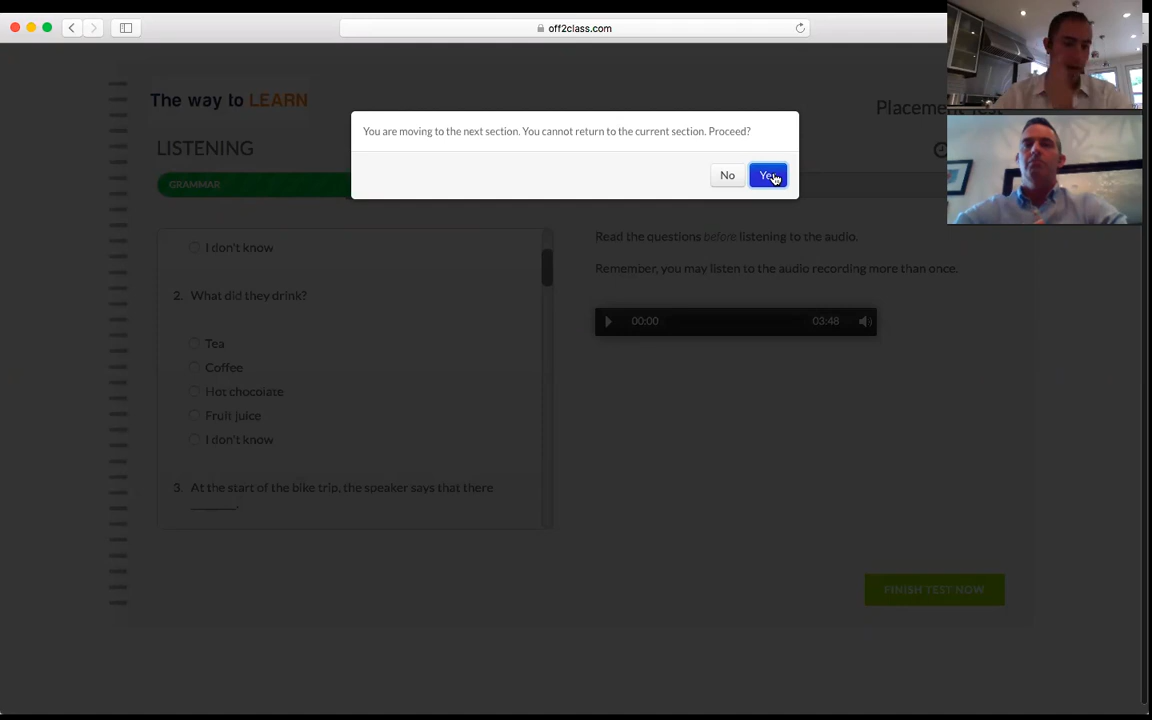 off2class.com
The way to LEARN
LISTENING
GRAMMAR
You are moving to the next section. You cannot return to the current section. Proceed?
No
I don't know
2. What did they drink?
Tea
Coffee
Hot chocolate
Fruit juice
I don't know
3. At the start of the bike trip, the speaker says that there
_______.
Read the questions before listening to the audio.
Remember, you may listen to the audio recording more than once.
00:00
03:48
FINISH TEST NOW